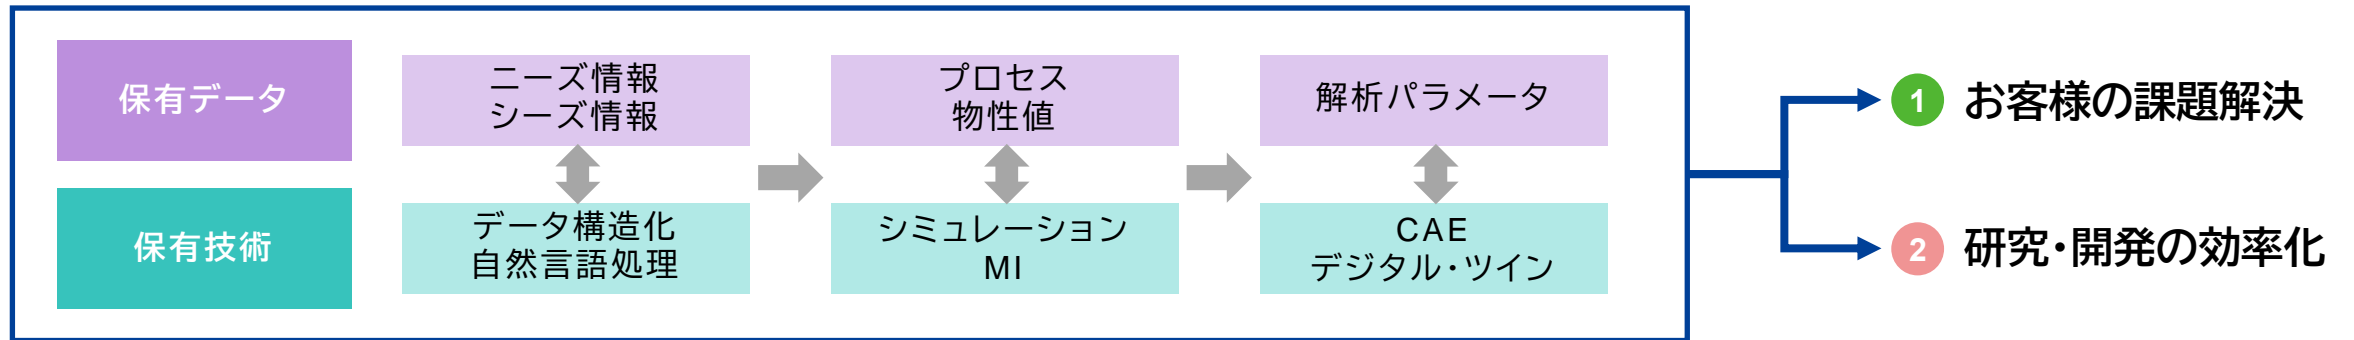 保有データ
ニーズ情報
シーズ情報
プロセス
物性値
解析パラメータ
保有技術
データ構造化
自然言語処理
シミュレーション
MI
CAE
デジタル・ツイン
1 お客様の課題解決
2 研究・開発の効率化